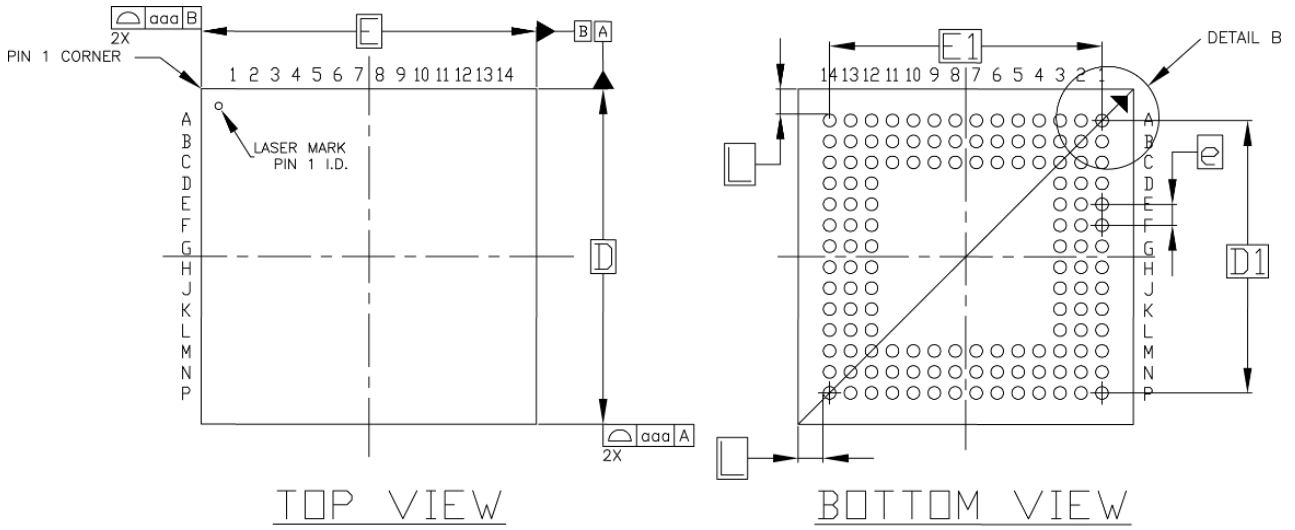 aaa B
2X
PIN 1 CORNER
E
B A
1 2 3 4 5 6 7 8 9 10 11 12 13 14
A
B
C
D
E
F
G
H
J
K
L
M
N
P
LASER MARK
PIN 1 I.D.
D
aaa A
2X
TOP VIEW
E1
DETAIL B
14 13 12 11 10 9 8 7 6 5 4 3 2 1
A
B
C
D
E
F
G
H
J
K
L
M
N
P
L
e
D1
L
BOTTOM VIEW